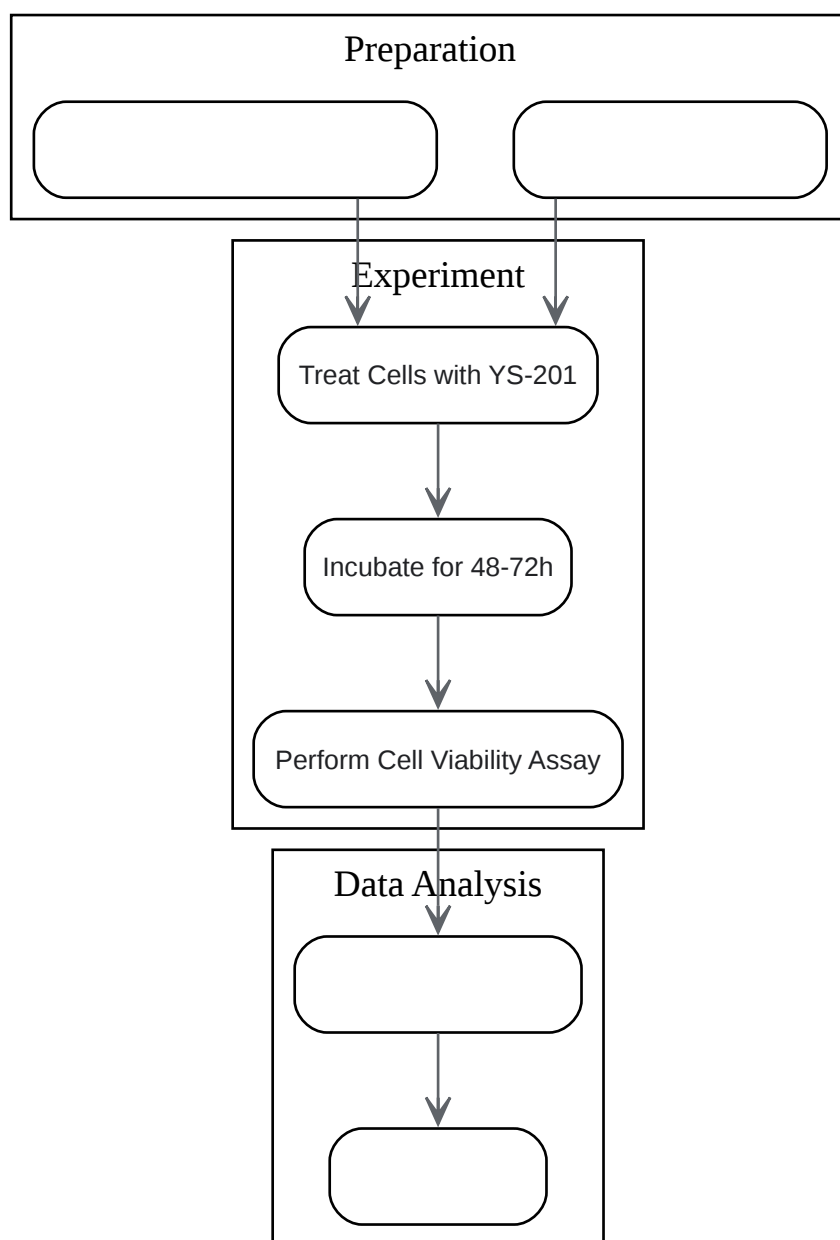 Preparation
Experiment
Treat Cells with YS-201
Incubate for 48-72h
Perform Cell Viability Assay
Data Analysis